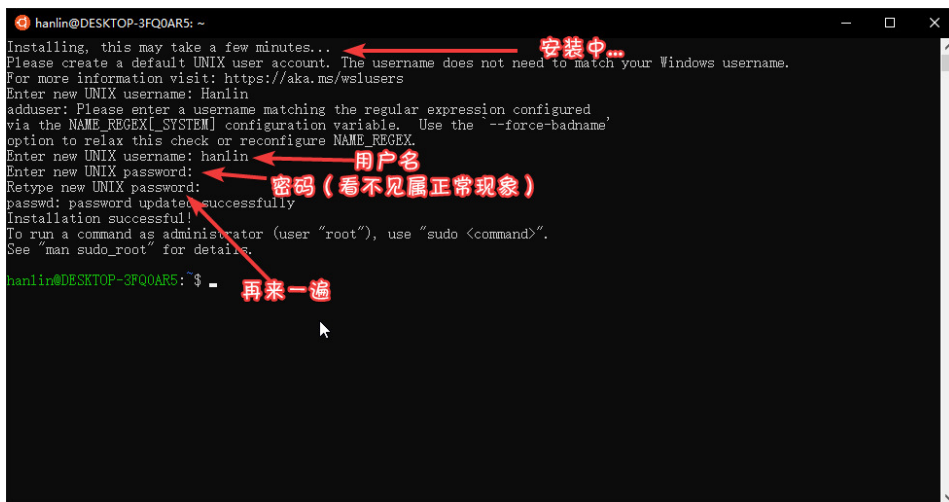 hanlin@DESKTOP-3FQ0AR5: ~
Installing, this may take a few minutes...
安装中...
Please create a default UNIX user account. The username does not need to match your Windows username.
For more information visit: https://aka.ms/wslusers
Enter new UNIX username: Hanlin
adduser: Please enter a username matching the regular expression configured
via the NAME_REGEX[_SYSTEM] configuration variable.  Use the `--force-badname'
option to relax this check or reconfigure NAME_REGEX.
Enter new UNIX username: hanlin
用户名
Enter new UNIX password:
密码（看不见属正常现象）
Retype new UNIX password:
passwd: password updated successfully
Installation successful!
To run a command as administrator (user "root"), use "sudo <command>".
See "man sudo_root" for details.
hanlin@DESKTOP-3FQ0AR5:~$
再来一遍